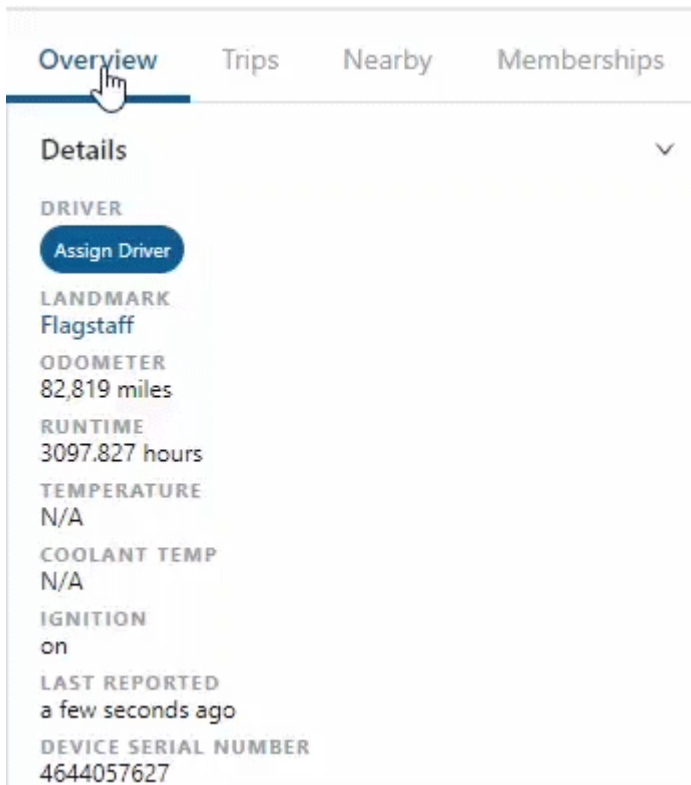 Overview Trips Nearby Memberships
Details
DRIVER
Assign Driver
LANDMARK
Flagstaff
ODOMETER
82,819 miles
RUNTIME
3097.827 hours
TEMPERATURE
N/A
COOLANT TEMP
N/A
IGNITION
on
LAST REPORTED
a few seconds ago
DEVICE SERIAL NUMBER
4644057627